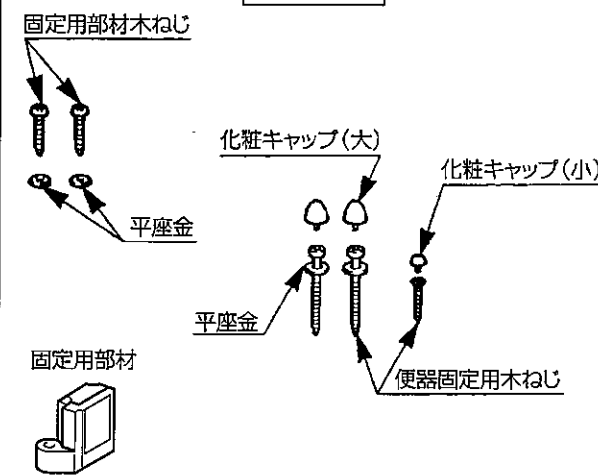 固定用部材木ねじ
化粧キャップ(大)
化粧キャップ(小)
平座金
平座金
固定用部材
便器固定用木ねじ